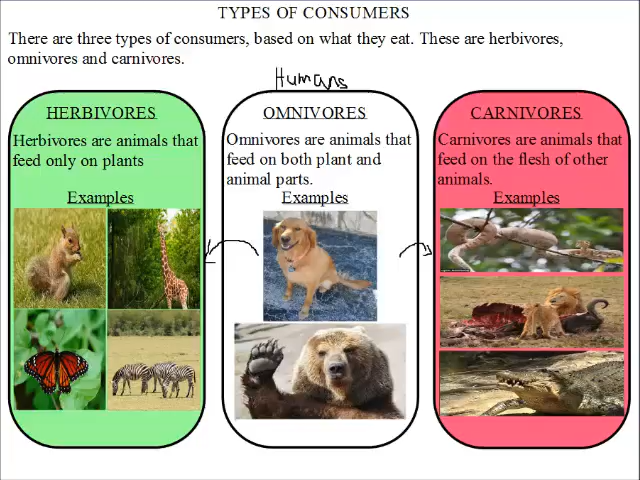 TYPES OF CONSUMERS
There are three types of consumers, based on what they eat. These are herbivores,
omnivores and carnivores.
Humans
HERBIVORES
Herbivores are animals that
feed only on plants
Examples
OMNIVORES
Omnivores are animals that
feed on both plant and
animal parts.
Examples
CARNIVORES
Carnivores are animals that
feed on the flesh of other
animals.
Examples